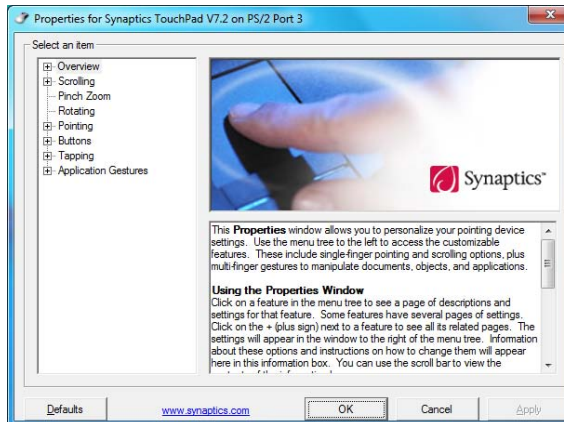 Properties for Synaptics TouchPad V7.2 on PS/2 Port 3
Select an item
Overview
Scrolling
Pinch Zoom
Rotating
Pointing
Buttons
Tapping
Application Gestures
Synaptics™
This Properties window allows you to personalize your pointing device
settings. Use the menu tree to the left to access the customizable
features. These include single-finger pointing and scrolling options, plus
multi-finger gestures to manipulate documents, objects, and applications.
Using the Properties Window
Click on a feature in the menu tree to see a page of descriptions and
settings for that feature. Some features have several pages of settings.
Click on the + (plus sign) next to a feature to see all its related pages. The
settings will appear in the window to the right of the menu tree. Information
about these options and instructions on how to change them will appear
here in this information box. You can use the scroll bar to view the
Defaults
www.synaptics.com
OK
Cancel
Apply